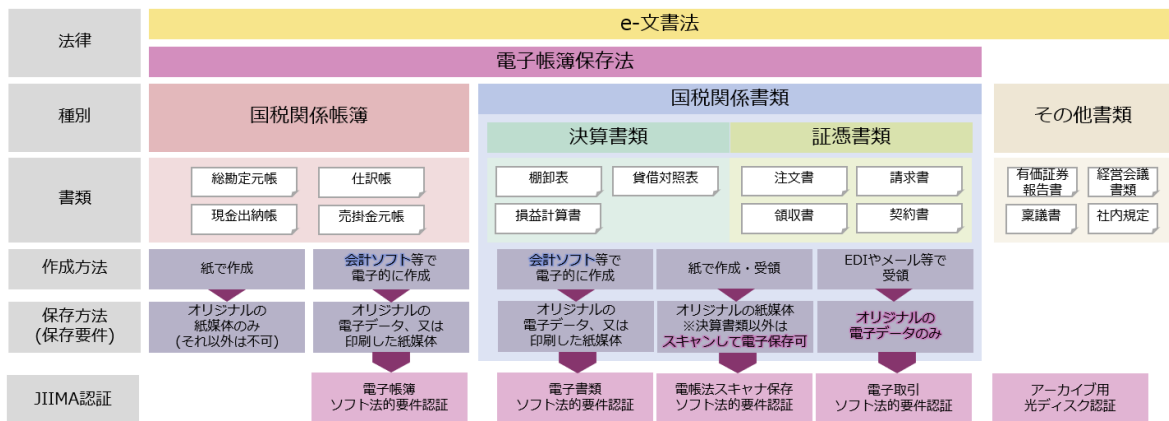 法律
e-文書法
電子帳簿保存法
種別
国税関係帳簿
国税関係書類
決算書類
証憑書類
その他書類
書類
総勘定元帳
仕訳帳
現金出納帳
売掛金元帳
棚卸表
貸借対照表
損益計算書
注文書
請求書
領収書
契約書
有価証券
報告書
経営会議
書類
稟議書
社内規定
作成方法
紙で作成
会計ソフト等で
電子的に作成
会計ソフト等で
電子的に作成
紙で作成・受領
EDIやメール等で
受領
保存方法
(保存要件)
オリジナルの
紙媒体のみ
(それ以外は不可)
オリジナルの
電子データ、又は
印刷した紙媒体
オリジナルの
電子データ、又は
印刷した紙媒体
オリジナルの紙媒体
※決算書類以外は
スキャンして電子保存可
オリジナルの
電子データのみ
JIIMA認証
電子帳簿
ソフト法的要件認証
電子書類
ソフト法的要件認証
電帳法スキャナ保存
ソフト法的要件認証
電子取引
ソフト法的要件認証
アーカイブ用
光ディスク認証